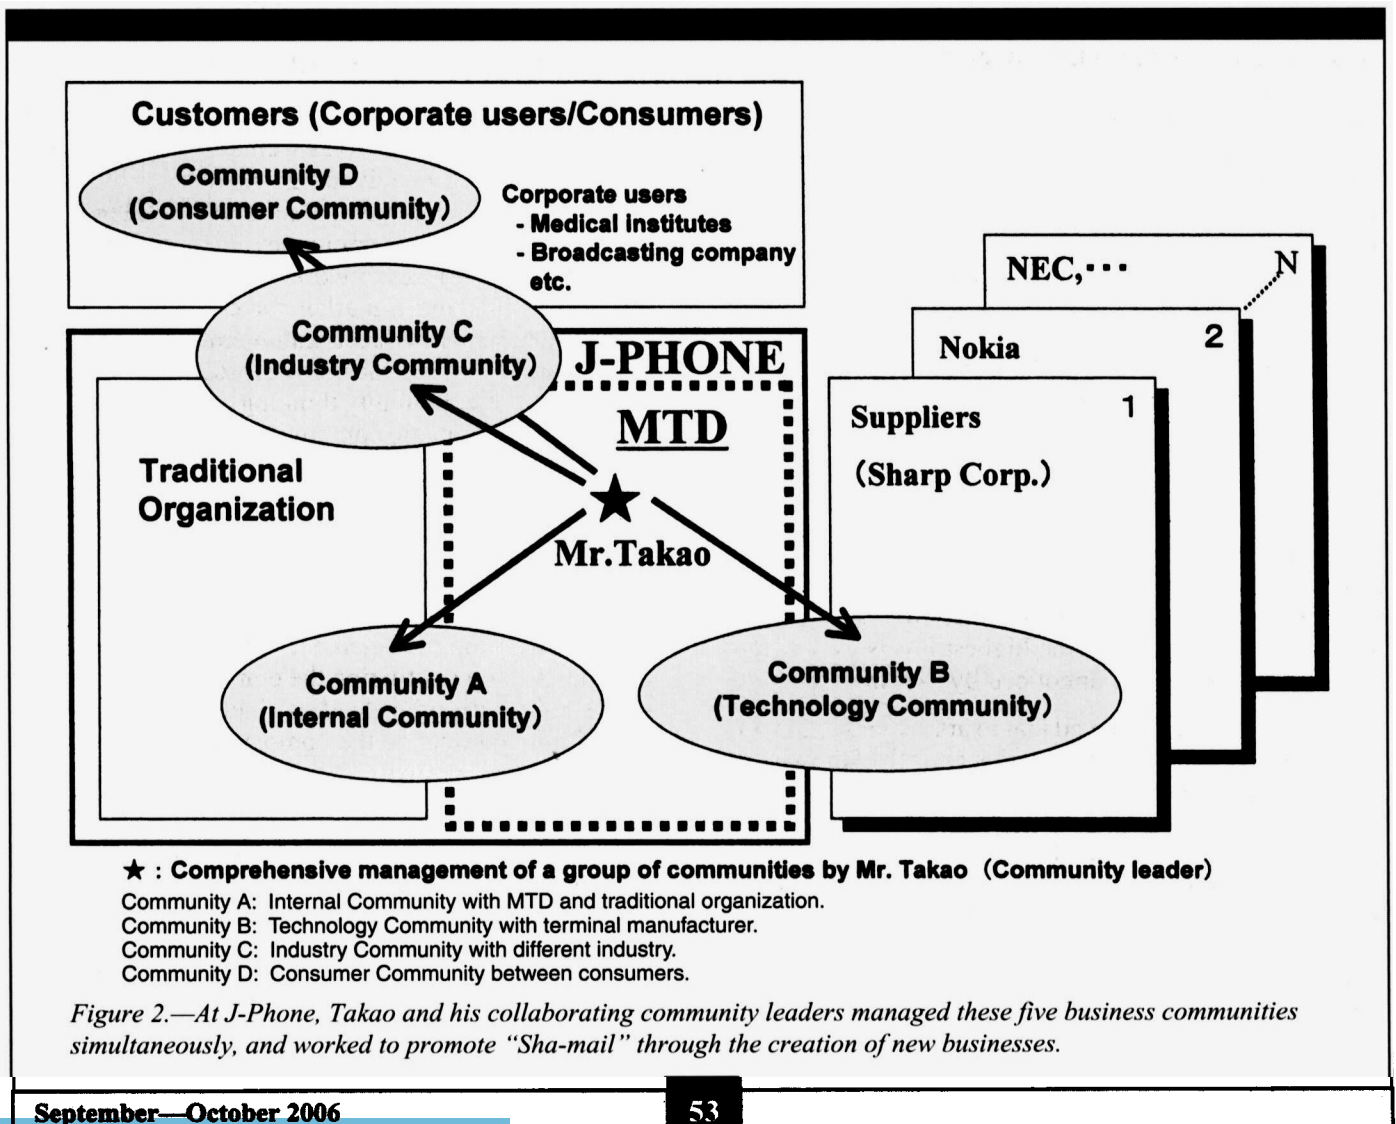 Customers (Corporate users/Consumers)
Community D
(Consumer Community)
Corporate users
- Medical institutes
- Broadcasting company
etc.
NEC,···
N
Nokia
2
Suppliers
1
(Sharp Corp.)
Community C
(Industry Community)
J-PHONE
MTD
Traditional
Organization
Mr.Takao
Community A
(Internal Community)
Community B
(Technology Community)
★ : Comprehensive management of a group of communities by Mr. Takao (Community leader)
Community A: Internal Community with MTD and traditional organization.
Community B: Technology Community with terminal manufacturer.
Community C: Industry Community with different industry.
Community D: Consumer Community between consumers.
Figure 2.—At J-Phone, Takao and his collaborating community leaders managed these five business communities
simultaneously, and worked to promote “Sha-mail” through the creation of new businesses.
September—October 2006
53